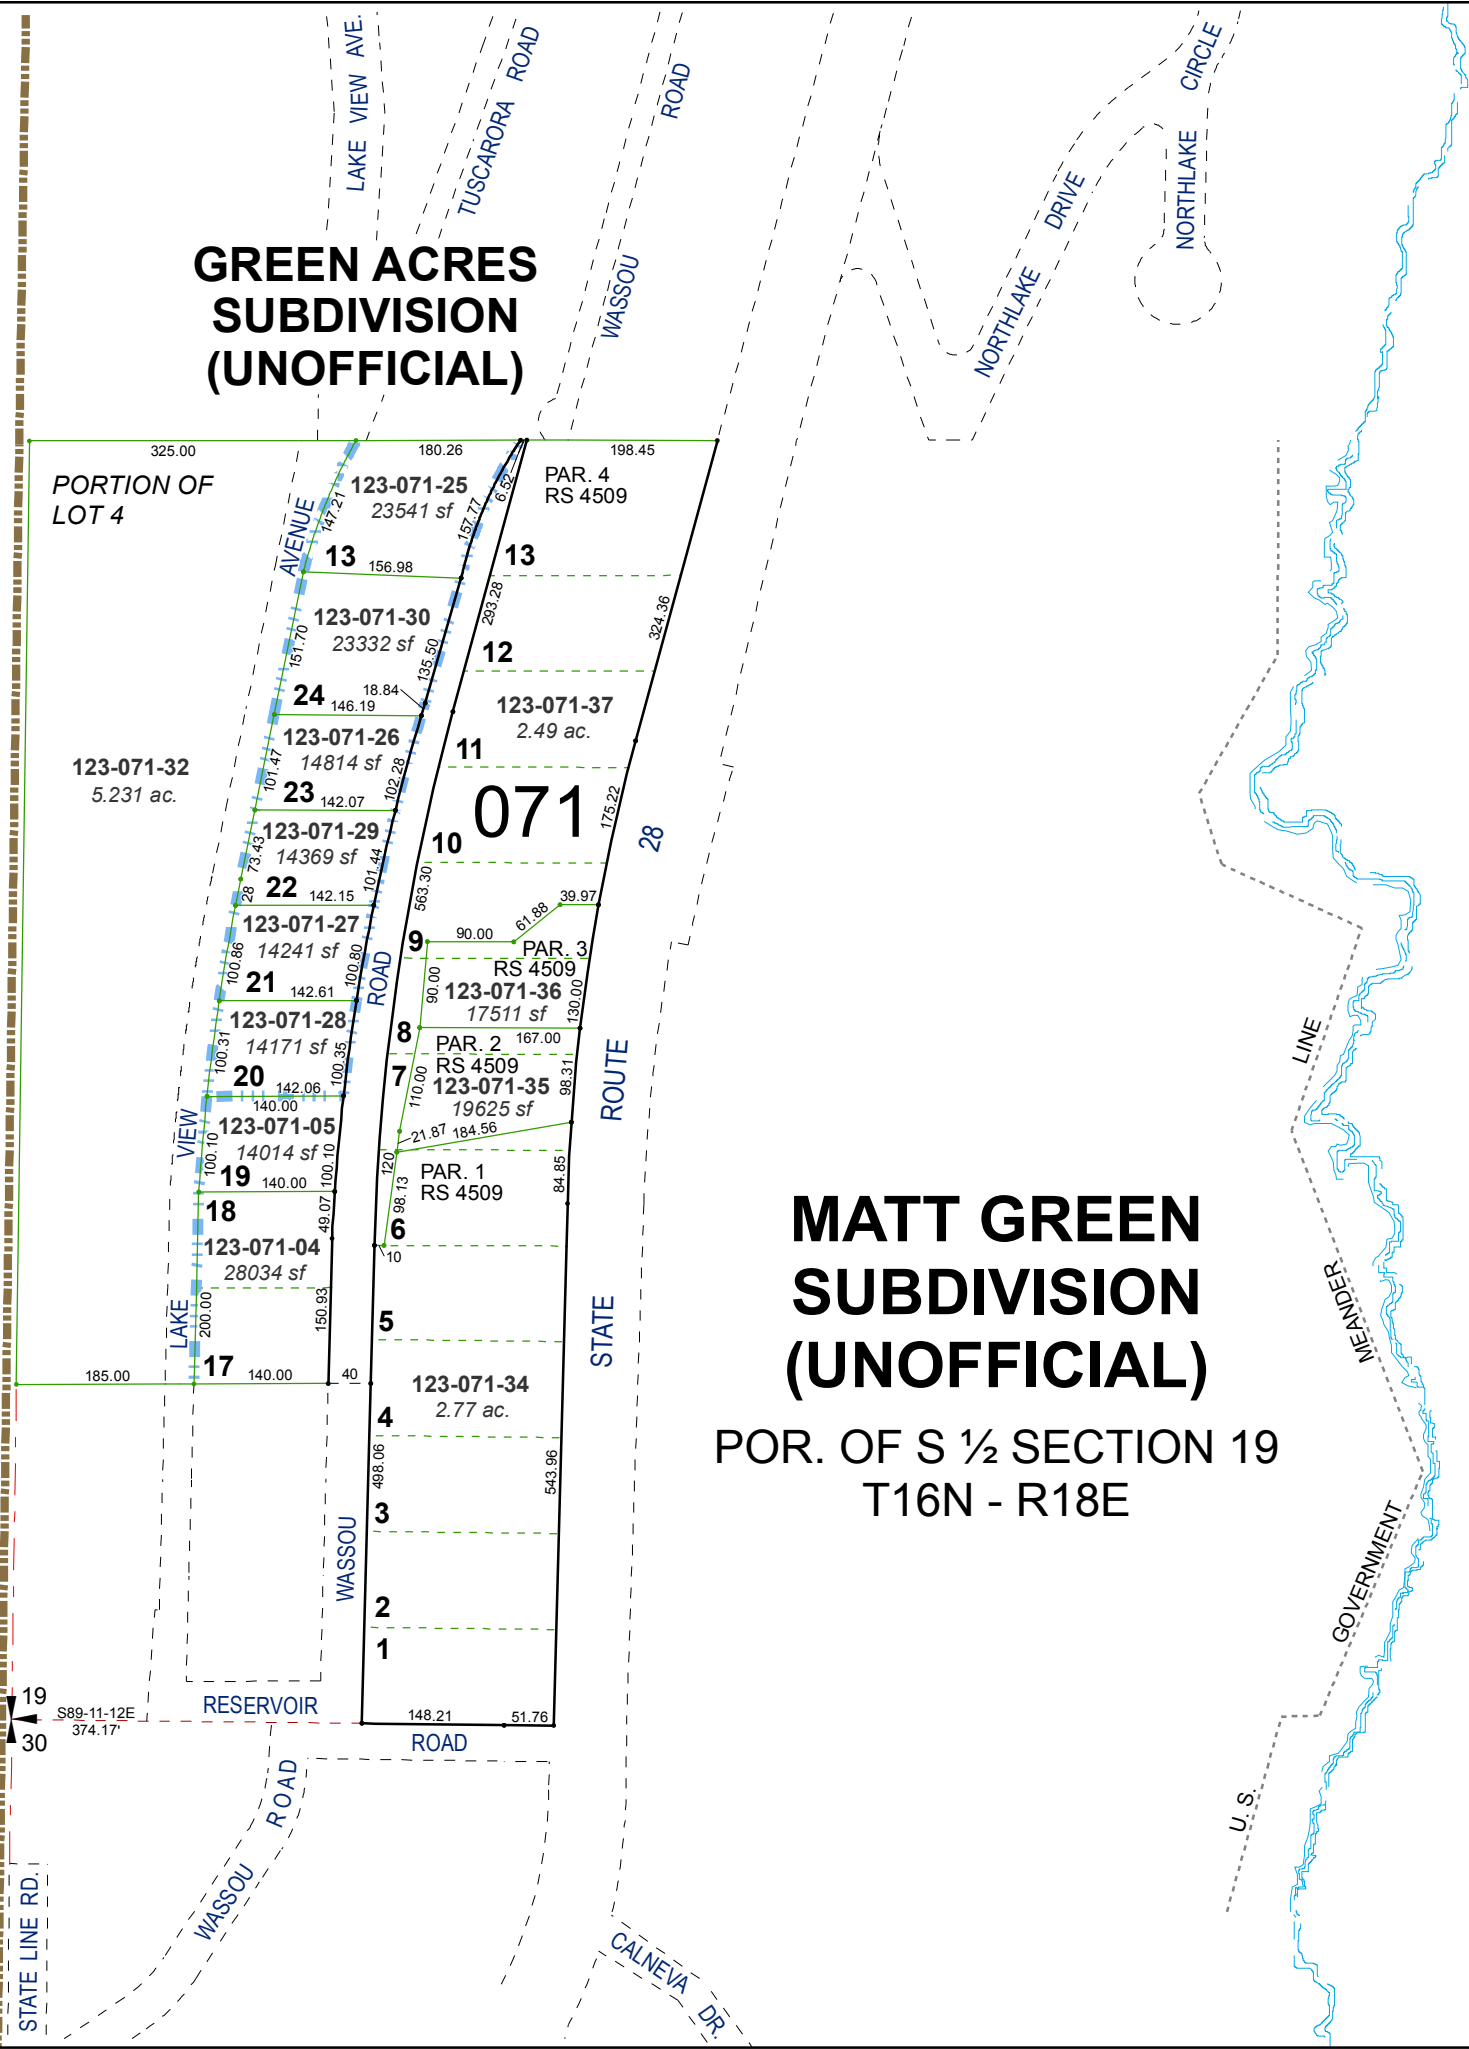 LAKE VIEW AVE.
TUSCARORA ROAD
WASSOU ROAD
NORTHLAKE CIRCLE
NORTHLAKE DRIVE
GREEN ACRES
SUBDIVISION
(UNOFFICIAL)
325.00
180.26
198.45
PORTION OF
LOT 4
AVENUE
147.21
123-071-25
23541 sf
157.77
6.52
PAR. 4
RS 4509
13
156.98
13
123-071-30
23332 sf
151.70
135.50
293.28
324.36
12
24
146.19
18.84
123-071-37
2.49 ac.
123-071-26
14814 sf
101.47
102.28
11
123-071-32
5.231 ac.
23
142.07
071
175.22
28
123-071-29
14369 sf
73.43
101.44
10
28
22
142.15
563.30
39.97
61.88
90.00
9
123-071-27
14241 sf
100.86
100.80
ROAD
PAR. 3
RS 4509
123-071-36
17511 sf
90.00
130.00
21
142.61
8
167.00
123-071-28
14171 sf
100.31
100.35
PAR. 2
RS 4509
123-071-35
19625 sf
7
110.00
98.31
ROUTE
20
142.06
140.00
123-071-05
14014 sf
VIEW
100.10
100.10
21.87
184.56
120
PAR. 1
RS 4509
98.13
84.85
19
140.00
18
49.07
6
10
123-071-04
28034 sf
LAKE
200.00
150.93
5
STATE
17
185.00
140.00
40
123-071-34
2.77 ac.
4
498.06
543.96
3
WASSOU
2
1
MATT GREEN
SUBDIVISION
(UNOFFICIAL)
POR. OF S ½ SECTION 19
T16N - R18E
LINE
MEANDER
GOVERNMENT
U. S.
19
30
S89-11-12E
374.17'
RESERVOIR
148.21
51.76
ROAD
WASSOU ROAD
STATE LINE RD.
CALNEVA DR.